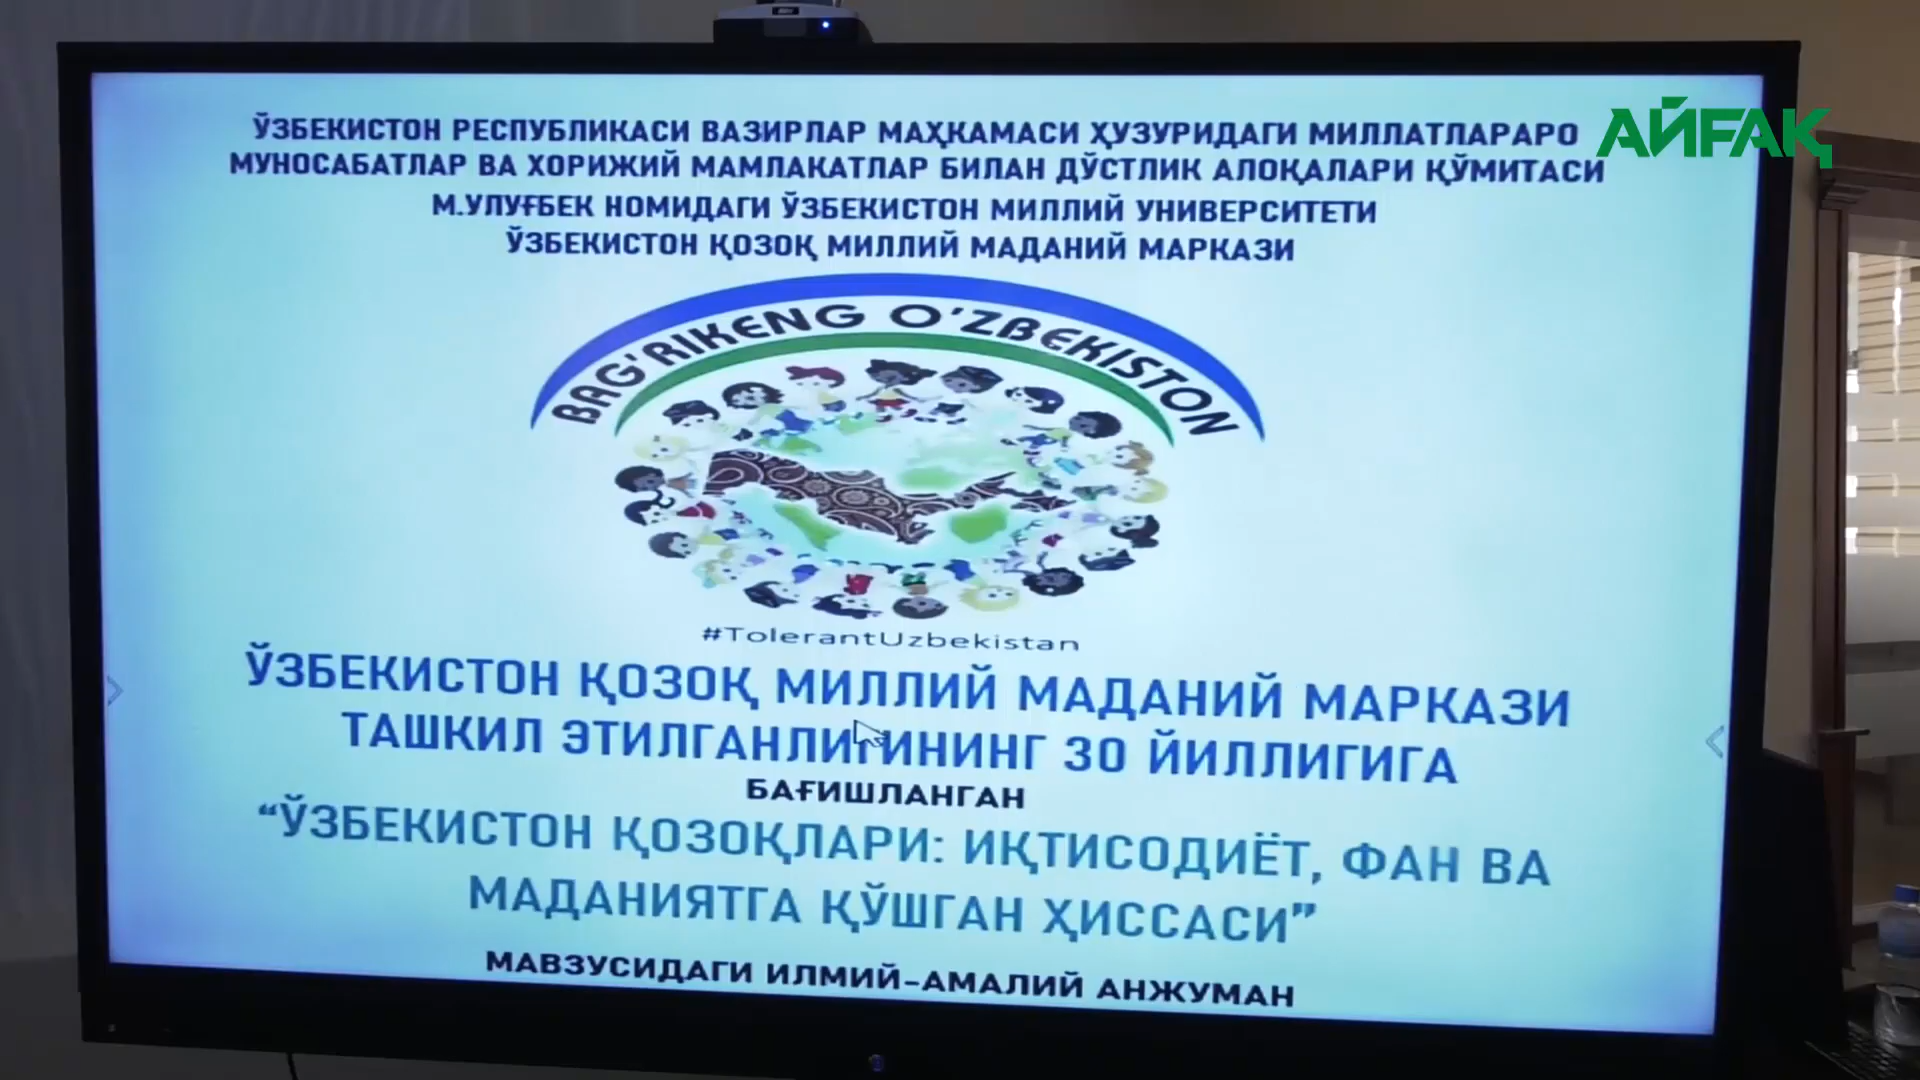 ЎЗБЕКИСТОН РЕСПУБЛИКАСИ ВАЗИРЛАР МАҲКАМАСИ ҲУЗУРИДАГИ МИЛЛАТЛАРАРО
МУНОСАБАТЛАР ВА ХОРИЖИЙ МАМЛАКАТЛАР БИЛАН ДЎСТЛИК АЛОҚАЛАРИ ҚЎМИТАСИ
М.УЛУҒБЕК НОМИДАГИ ЎЗБЕКИСТОН МИЛЛИЙ УНИВЕРСИТЕТИ
ЎЗБЕКИСТОН ҚОЗОҚ МИЛЛИЙ МАДАНИЙ МАРКАЗИ
АЙҒАҚ
BAG'RIKENG O'ZBEKISTON
#TolerantUzbekistan
ЎЗБЕКИСТОН ҚОЗОҚ МИЛЛИЙ МАДАНИЙ МАРКАЗИ
ТАШКИЛ ЭТИЛГАНЛИГИНИНГ 30 ЙИЛЛИГИГА
БАҒИШЛАНГАН
“ЎЗБЕКИСТОН ҚОЗОҚЛАРИ: ИҚТИСОДИЁТ, ФАН ВА
МАДАНИЯТГА ҚЎШГАН ҲИССАСИ”
МАВЗУСИДАГИ ИЛМИЙ-АМАЛИЙ АНЖУМАН